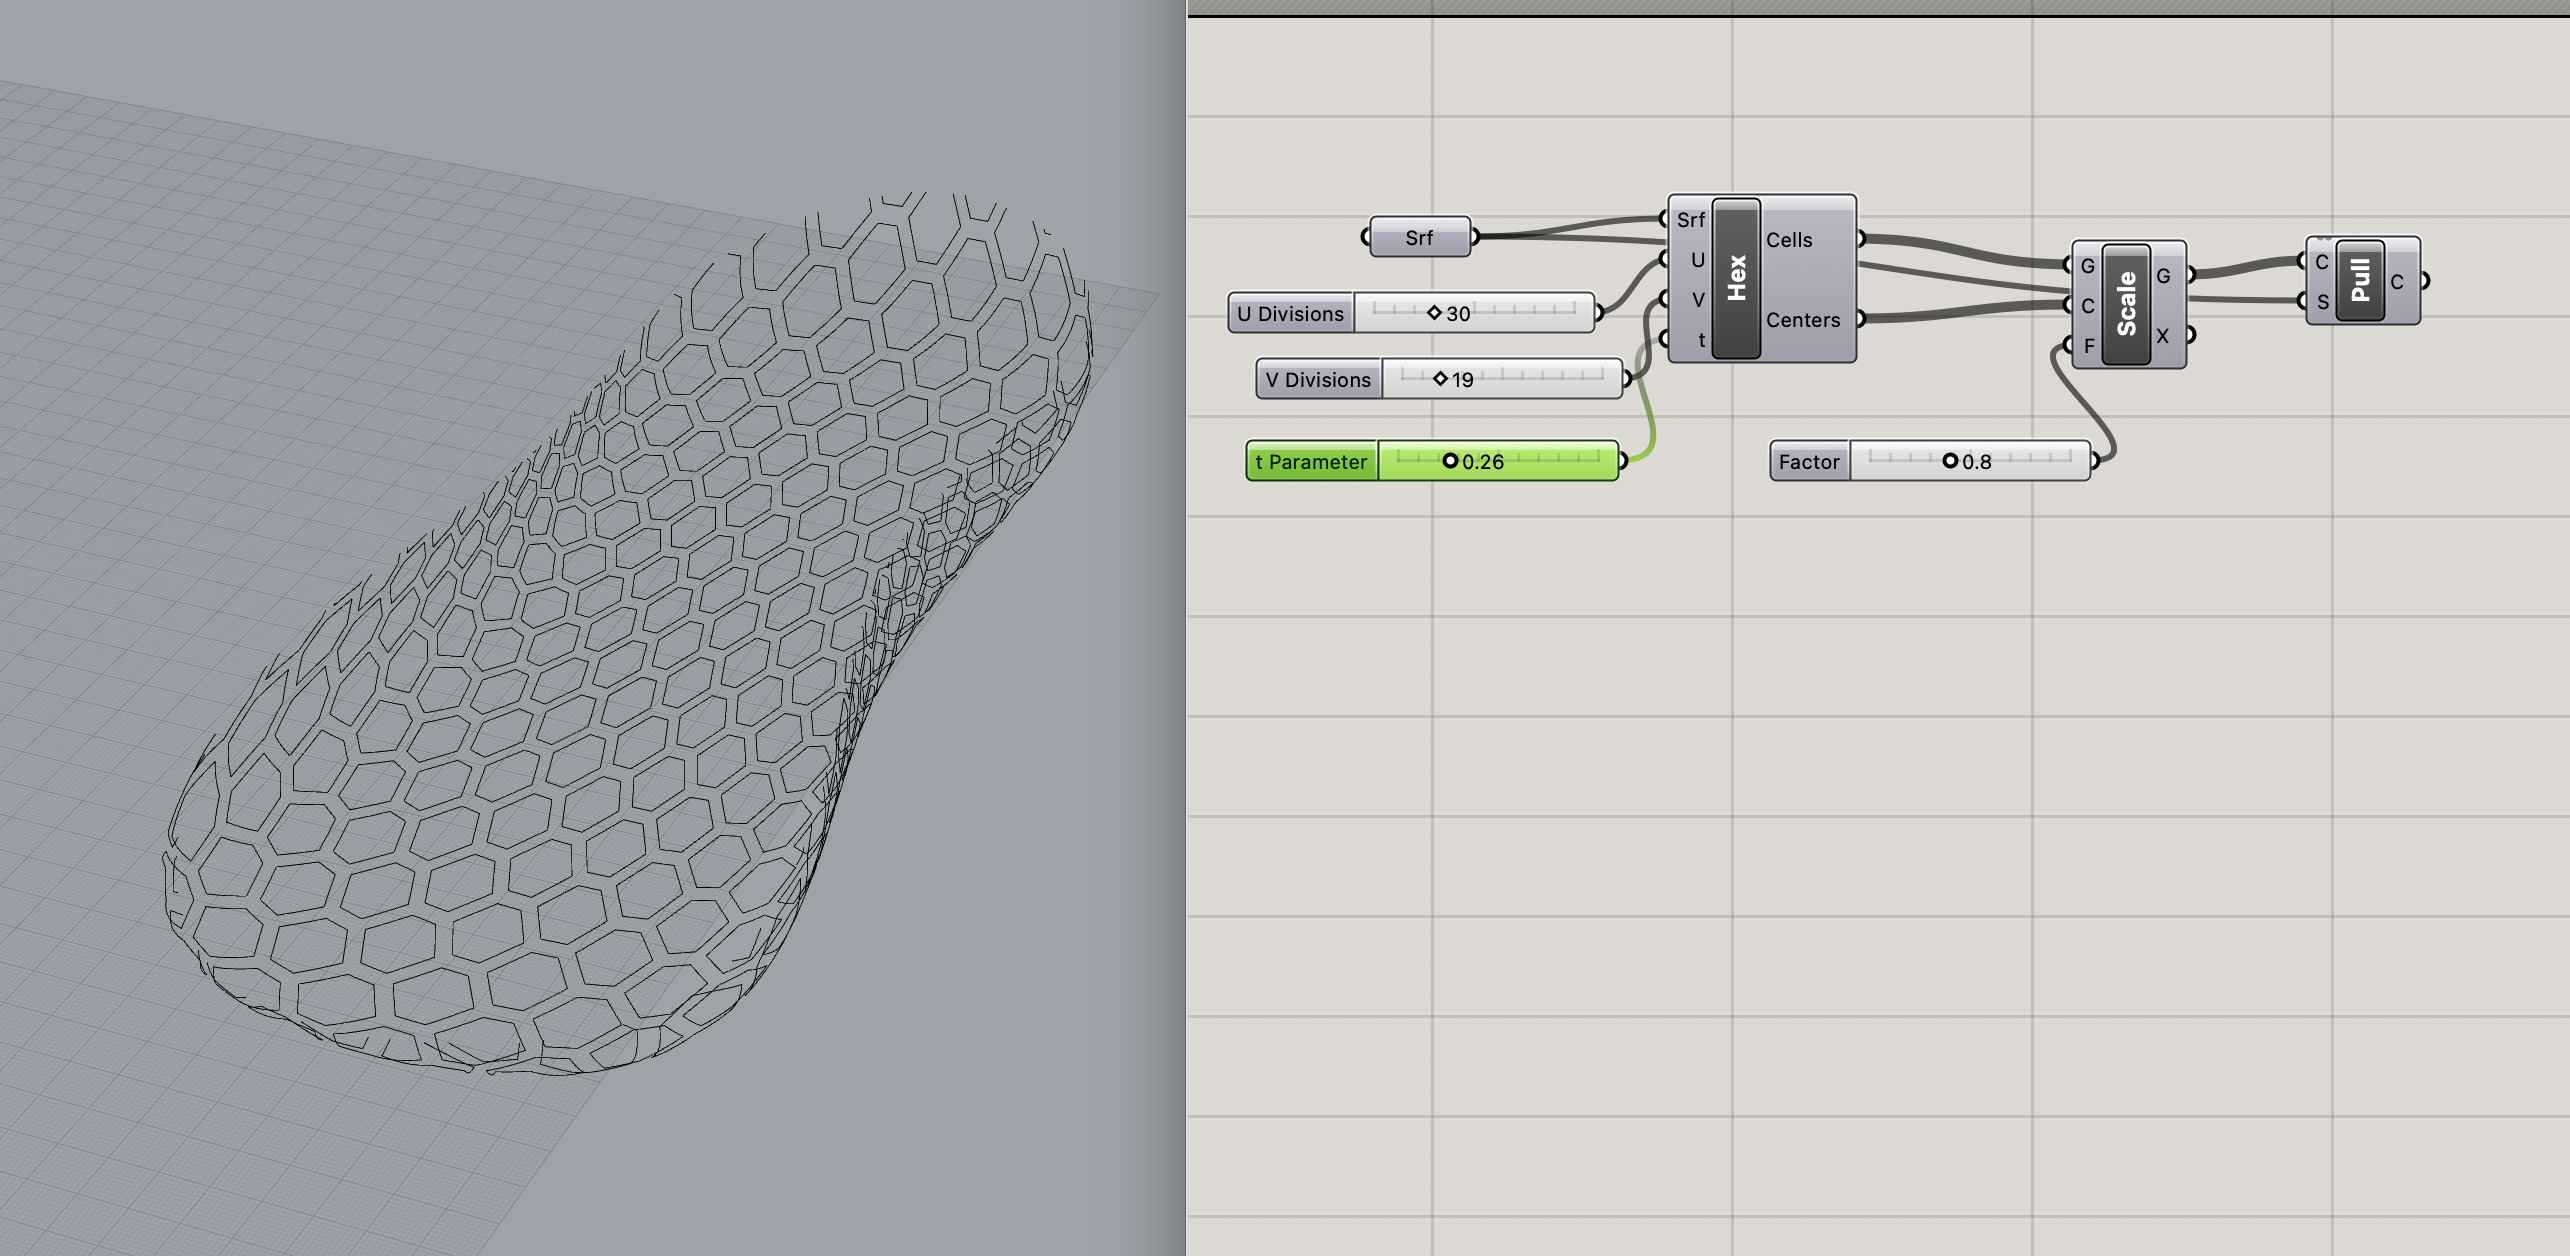 Srf
U Divisions 30
V Divisions 19
t Parameter 0.26
Srf
U
V
t
Hex
Cells
Centers
Factor 0.8
G
C
F
Scale
G
X
C
S
Pull
C